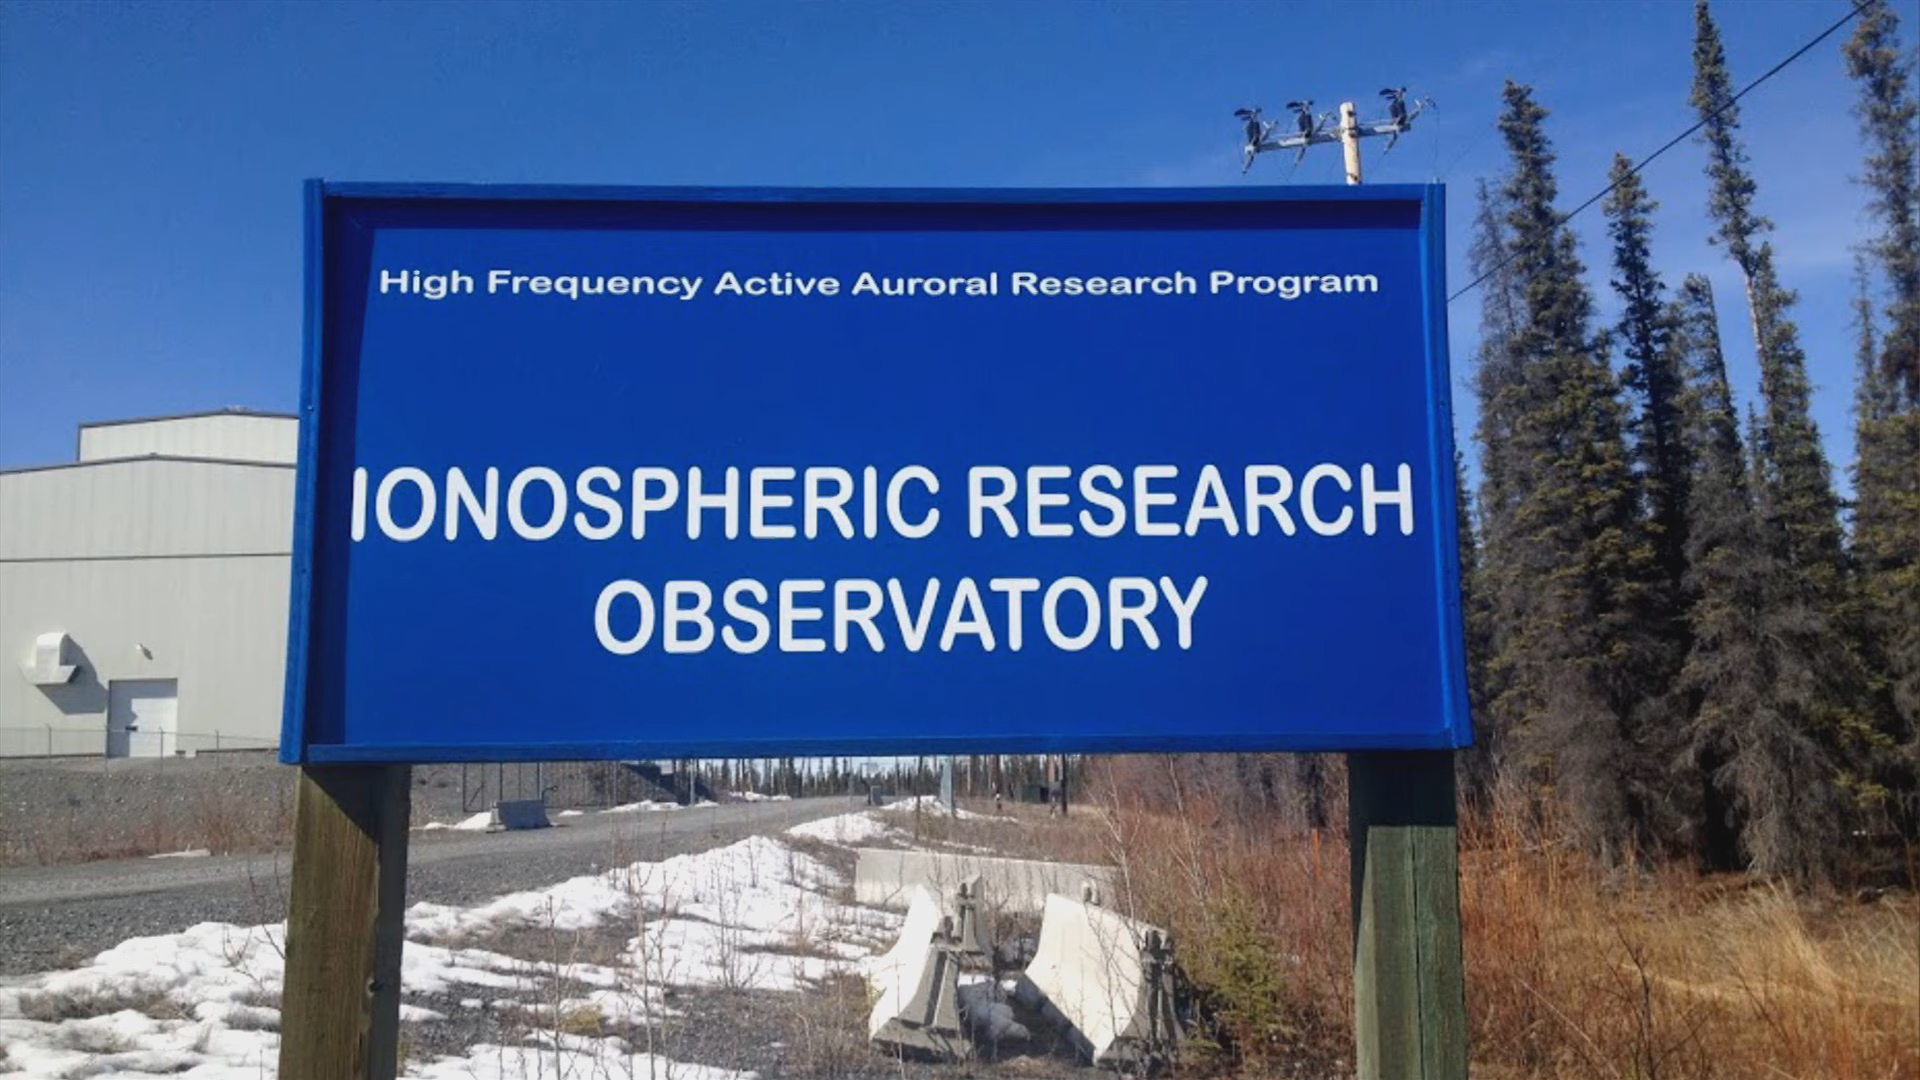 High Frequency Active Auroral Research Program
IONOSPHERIC RESEARCH
OBSERVATORY